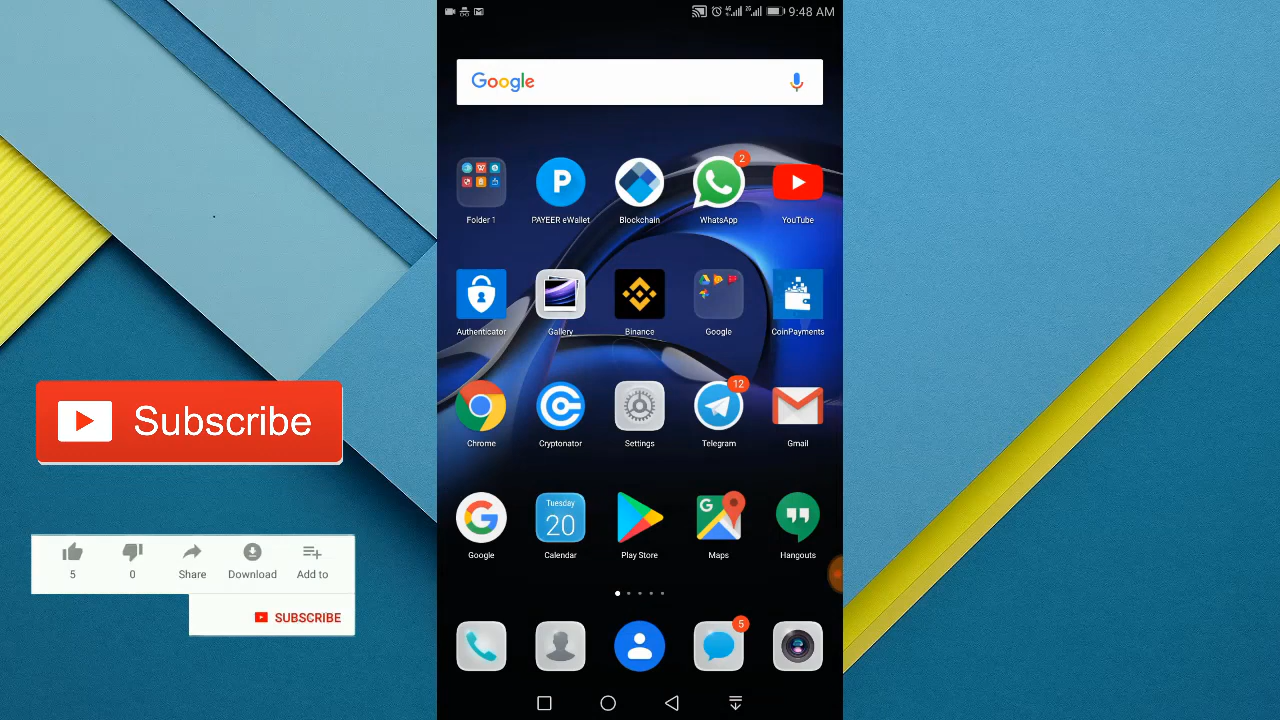 9:48 AM
Google
2
Folder 1
PAYEER eWallet
Blockchain
WhatsApp
YouTube
Authenticator
Gallery
Binance
Google
CoinPayments
12
Chrome
Cryptonator
Settings
Telegram
Gmail
Tuesday
20
Google
Calendar
Play Store
Maps
Hangouts
5
Subscribe
5
0
Share
Download
Add to
SUBSCRIBE